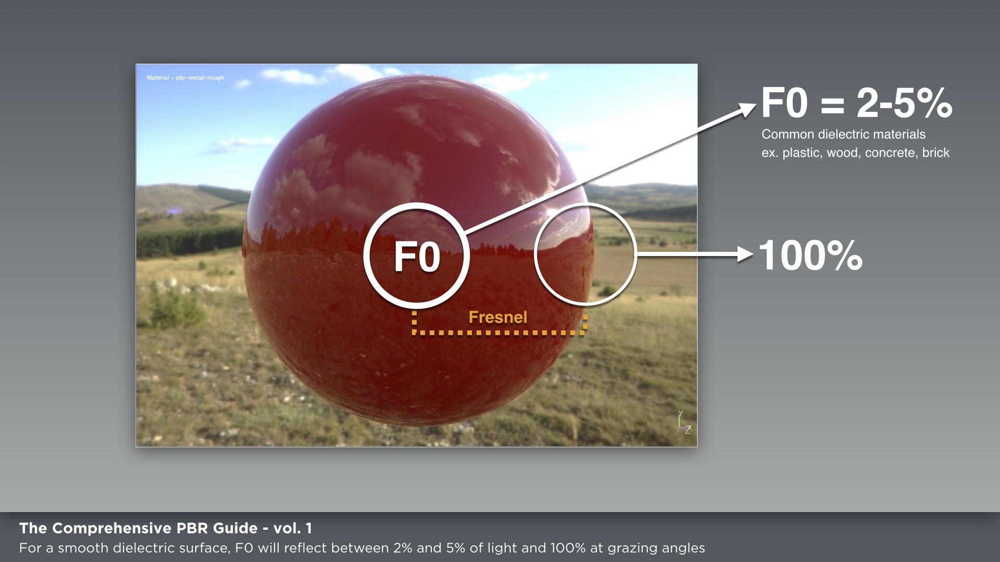 Material - pbr-metal-rough
F0 = 2-5%
Common dielectric materials
ex. plastic, wood, concrete, brick
F0
100%
Fresnel
Y
X
Z
The Comprehensive PBR Guide - vol. 1
For a smooth dielectric surface, F0 will reflect between 2% and 5% of light and 100% at grazing angles